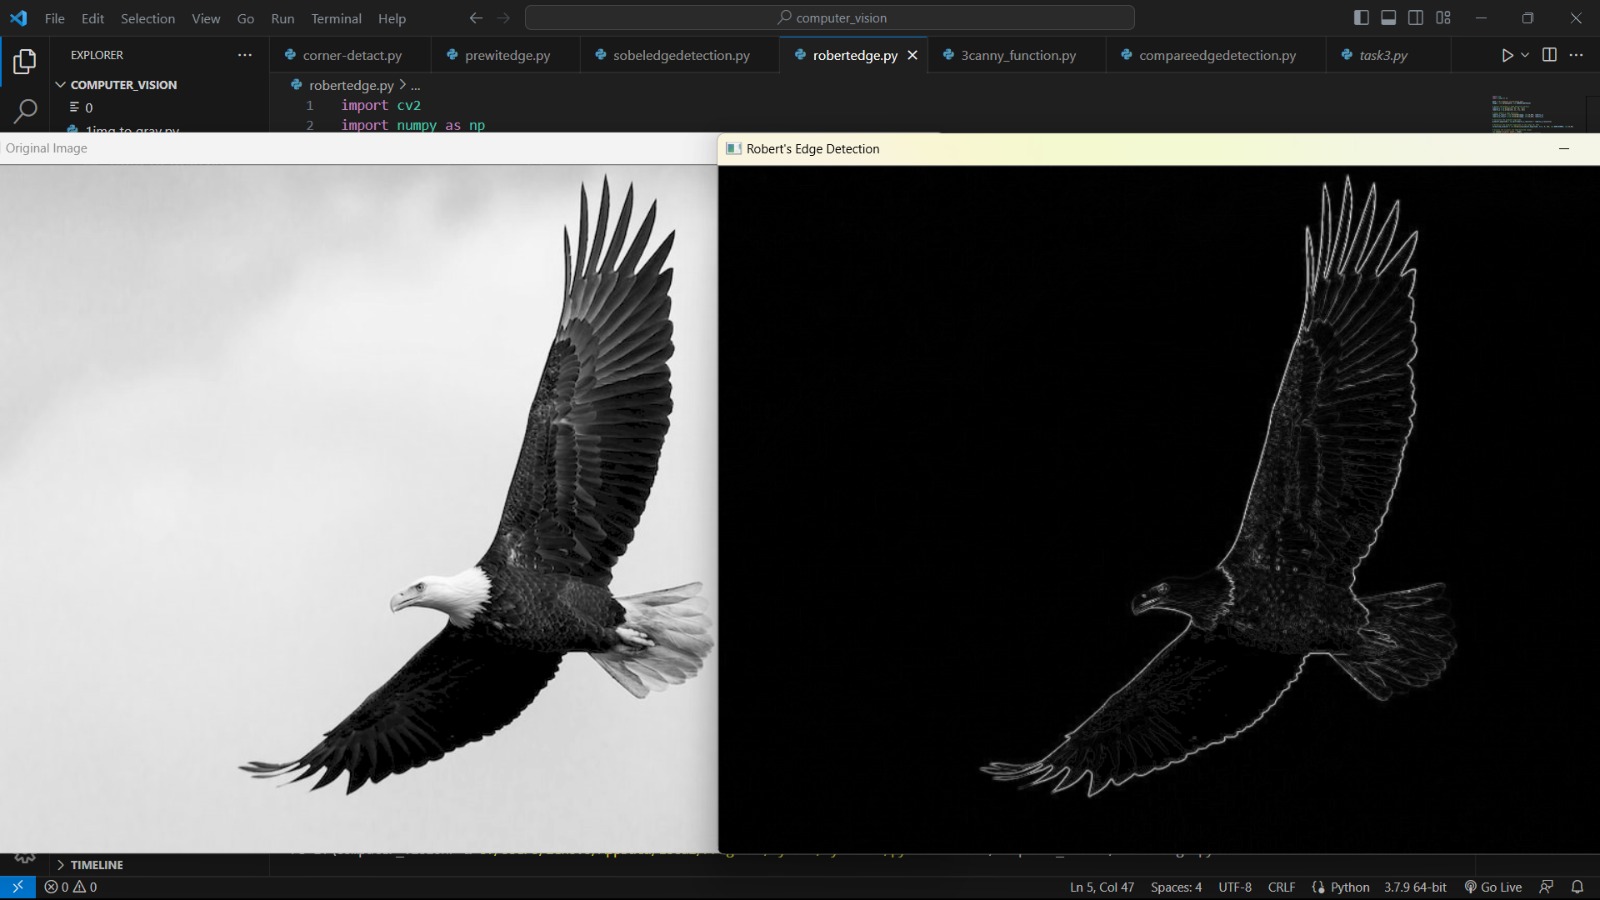 File Edit Selection View Go Run Terminal Help
computer_vision
EXPLORER
corner-detact.py
prewitedge.py
sobeledgedetection.py
robertedge.py
3canny_function.py
compareedgedetection.py
task3.py
COMPUTER_VISION
robertedge.py > ...
0
1 import cv2
1img to gray.py
2 import numpy as np
Original Image
Robert's Edge Detection
TIMELINE
0 0
Ln 5, Col 47 Spaces: 4 UTF-8 CRLF Python 3.7.9 64-bit Go Live